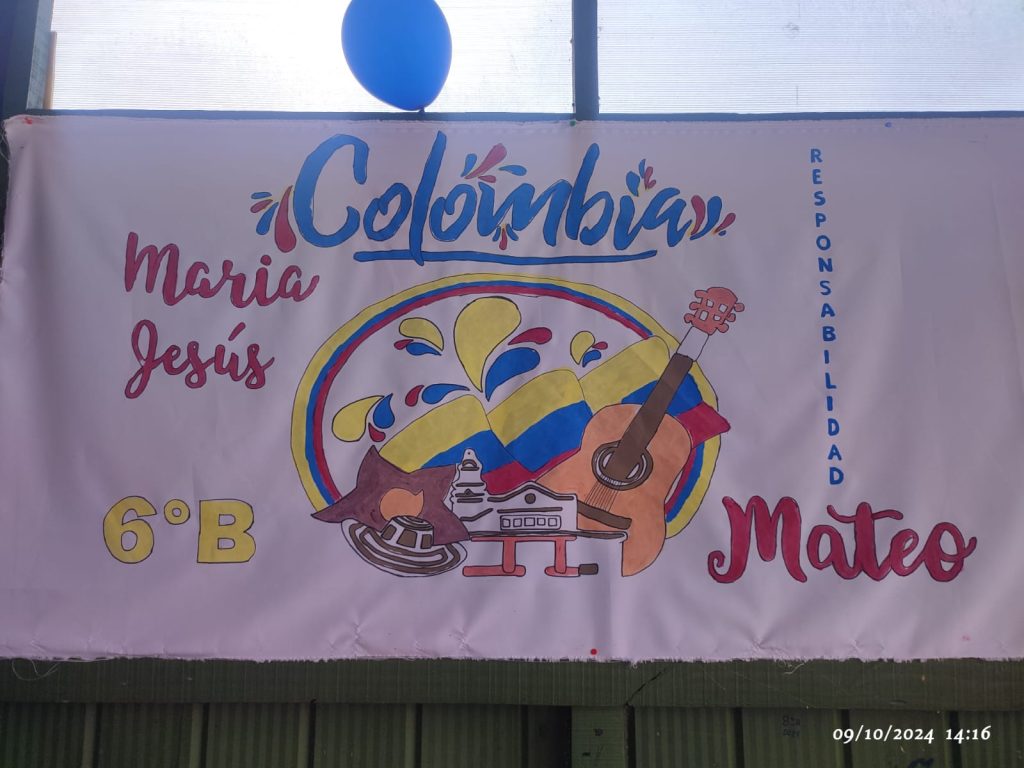 Colombia
Maria
Jesús
RESPONSABILIDAD
6°B
Mateo
09/10/2024 14:16